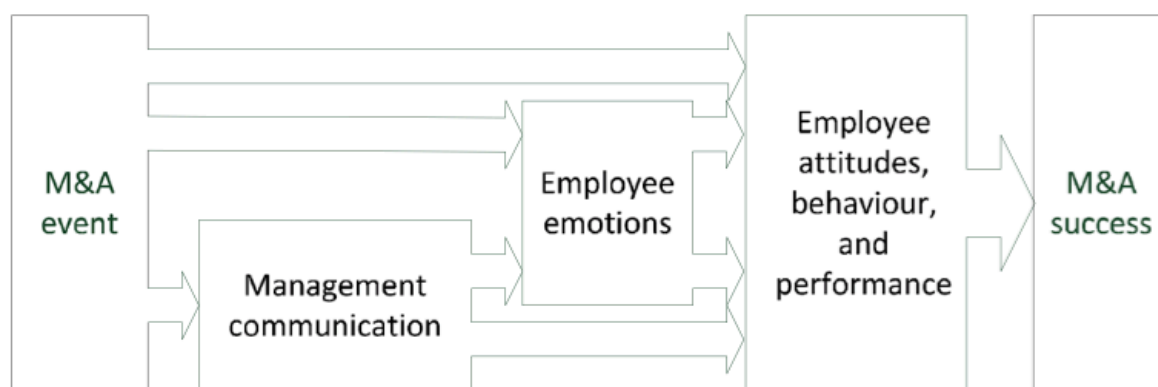 M&A
event
Management
communication
Employee
emotions
Employee
attitudes,
behaviour,
and
performance
M&A
success